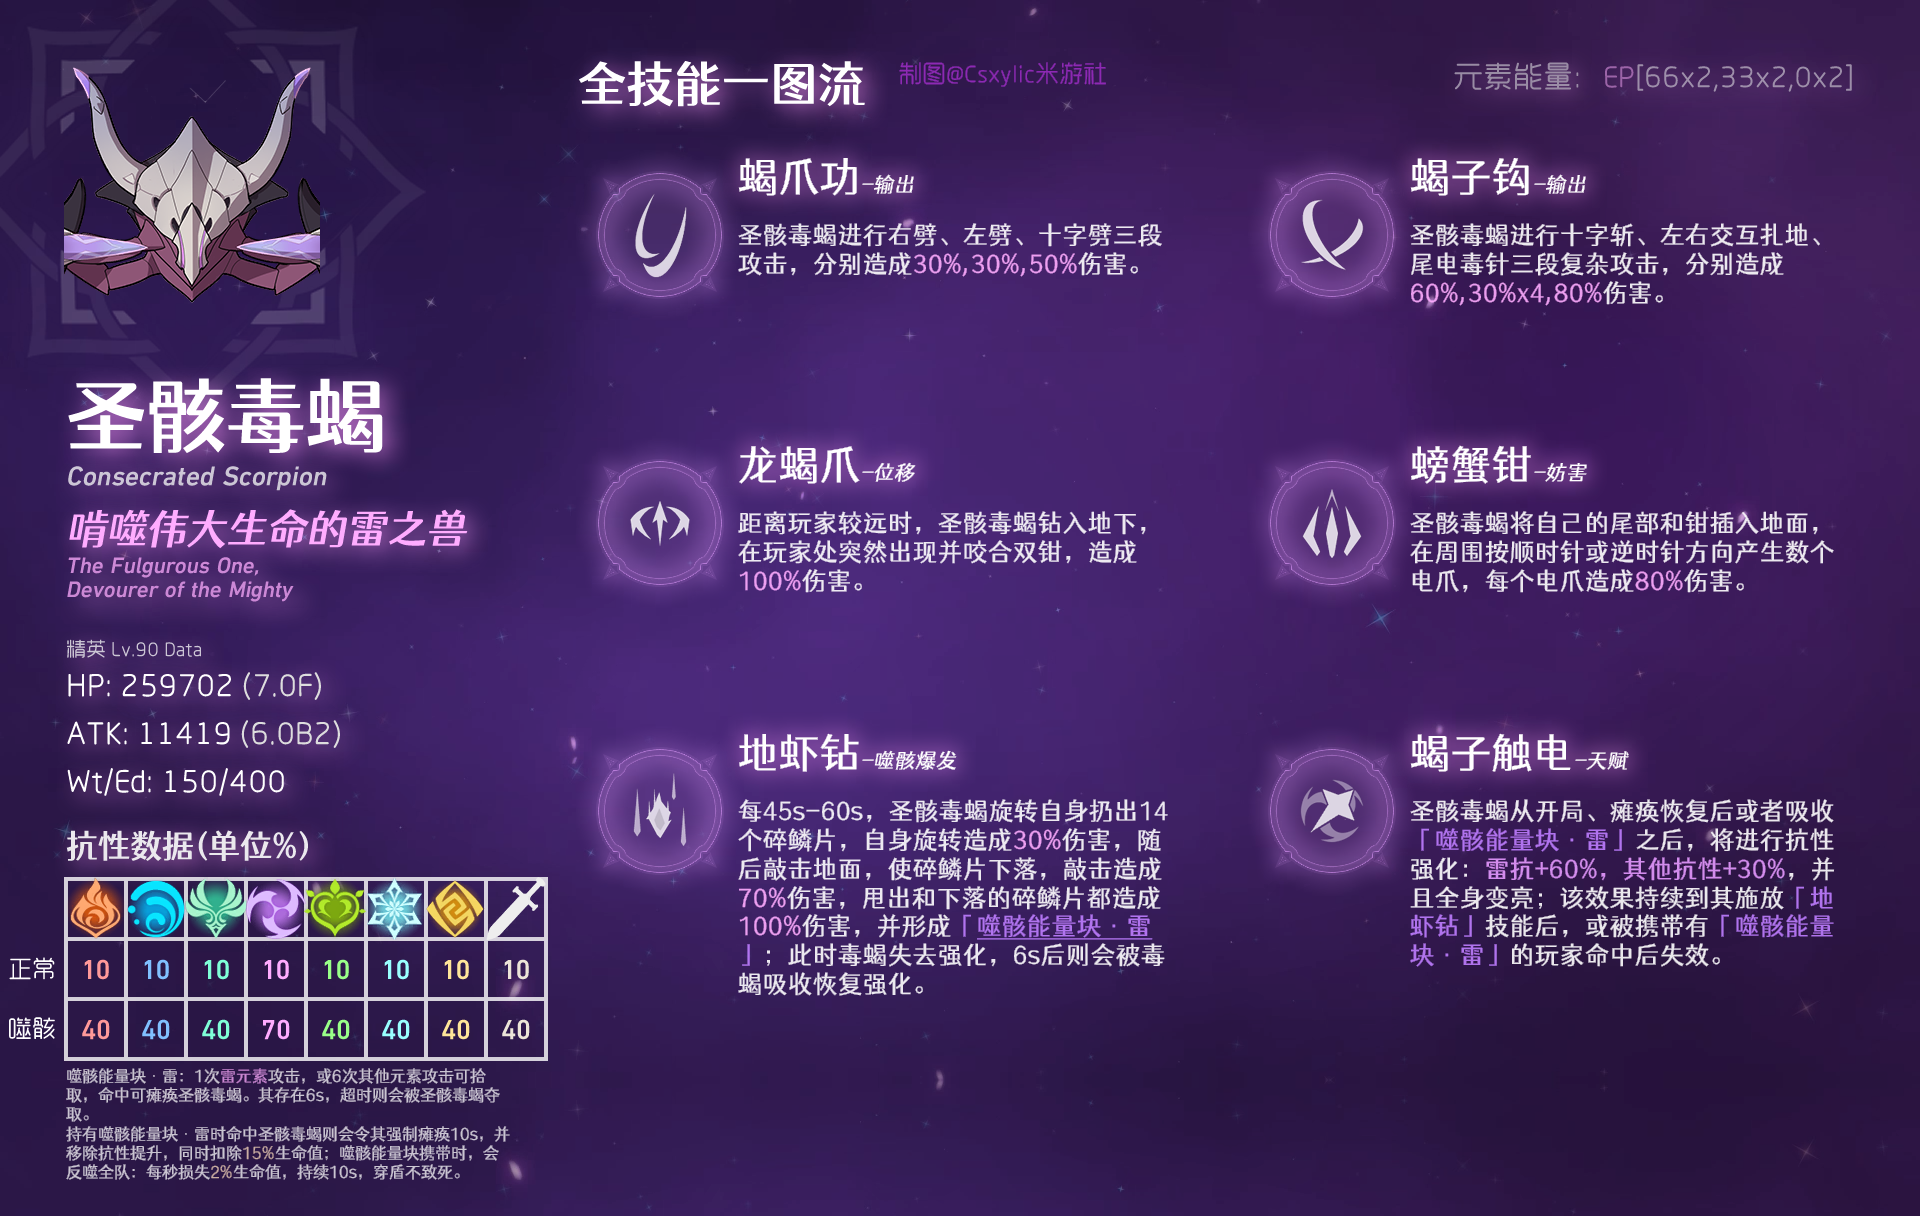 全技能一图流
制图@Csxylic米游社
元素能量: EP[66x2,33x2,0x2]
圣骸毒蝎
Consecrated Scorpion
啃噬伟大生命的雷之兽
The Fulgurous One,
Devourer of the Mighty
精英 Lv.90 Data
HP: 259702 (7.0F)
ATK: 11419 (6.0B2)
Wt/Ed: 150/400
抗性数据(单位%)
正常 10 10 10 10 10 10 10 10
噬骸 40 40 40 70 40 40 40 40
噬骸能量块·雷: 1次雷元素攻击，或6次其他元素攻击可拾
取，命中可瘫痪圣骸毒蝎。其存在6s，超时则会被圣骸毒蝎夺
取。
持有噬骸能量块·雷时命中圣骸毒蝎则会令其强制瘫痪10s，并
移除抗性提升，同时扣除15%生命值；噬骸能量块携带时，会
反噬全队: 每秒损失2%生命值，持续10s，穿盾不致死。
蝎爪功-输出
圣骸毒蝎进行右劈、左劈、十字劈三段
攻击，分别造成30%,30%,50%伤害。
蝎子钩-输出
圣骸毒蝎进行十字斩、左右交互扎地、
尾电毒针三段复杂攻击，分别造成
60%,30%x4,80%伤害。
龙蝎爪-位移
距离玩家较远时，圣骸毒蝎钻入地下，
在玩家处突然出现并咬合双钳，造成
100%伤害。
螃蟹钳-妨害
圣骸毒蝎将自己的尾部和钳插入地面，
在周围按顺时针或逆时针方向产生数个
电爪，每个电爪造成80%伤害。
地虾钻-噬骸爆发
每45s-60s，圣骸毒蝎旋转自身扔出14
个碎鳞片，自身旋转造成30%伤害，随
后敲击地面，使碎鳞片下落，敲击造成
70%伤害，甩出和下落的碎鳞片都造成
100%伤害，并形成「噬骸能量块·雷
」；此时毒蝎失去强化，6s后则会被毒
蝎吸收恢复强化。
蝎子触电-天赋
圣骸毒蝎从开局、瘫痪恢复后或者吸收
「噬骸能量块·雷」之后，将进行抗性
强化: 雷抗+60%，其他抗性+30%，并
且全身变亮；该效果持续到其施放「地
虾钻」技能后，或被携带有「噬骸能量
块·雷」的玩家命中后失效。